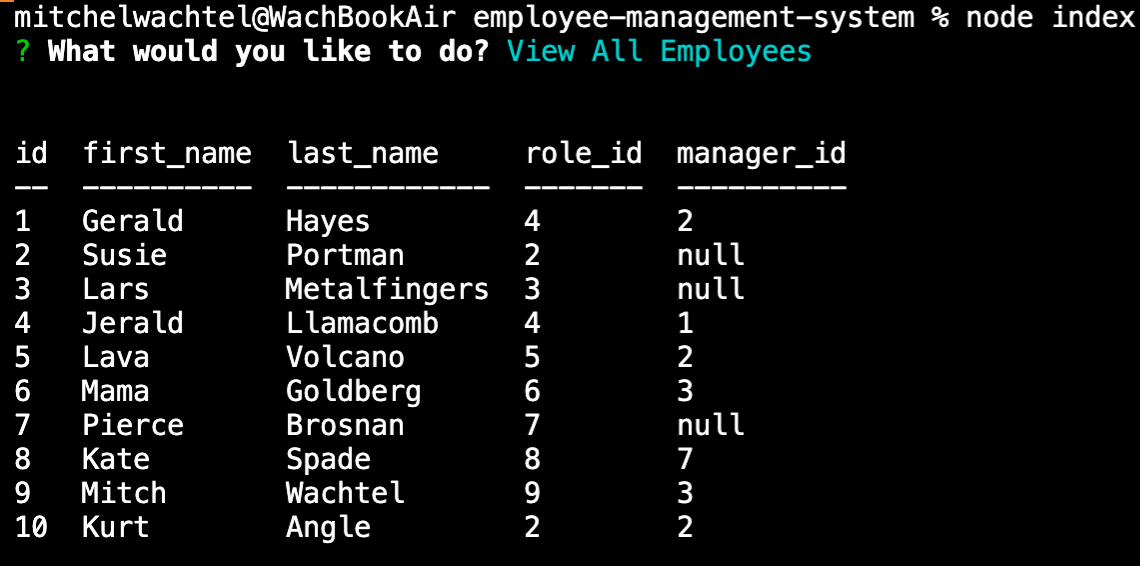 mitchelwachtel@WachBookAir employee-management-system % node index
? What would you like to do? View All Employees
id  first_name  last_name     role_id  manager_id
--  ----------  ------------  -------  ----------
1   Gerald      Hayes         4        2
2   Susie       Portman       2        null
3   Lars        Metalfingers  3        null
4   Jerald      Llamacomb     4        1
5   Lava        Volcano       5        2
6   Mama        Goldberg      6        3
7   Pierce      Brosnan       7        null
8   Kate        Spade         8        7
9   Mitch       Wachtel       9        3
10  Kurt        Angle         2        2